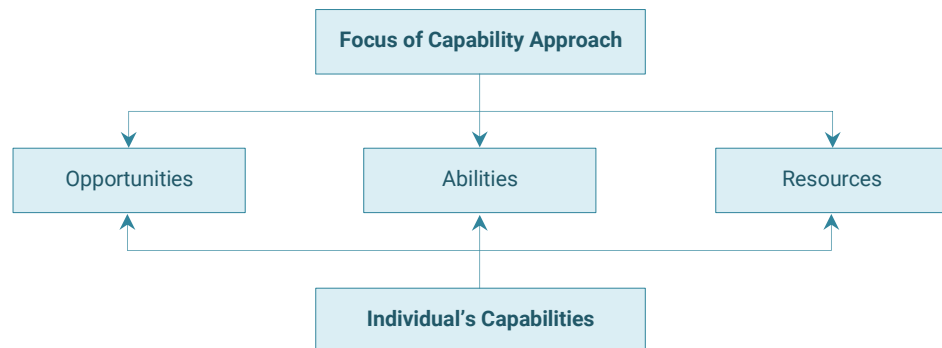 Focus of Capability Approach
Opportunities
Abilities
Resources
Individual’s Capabilities